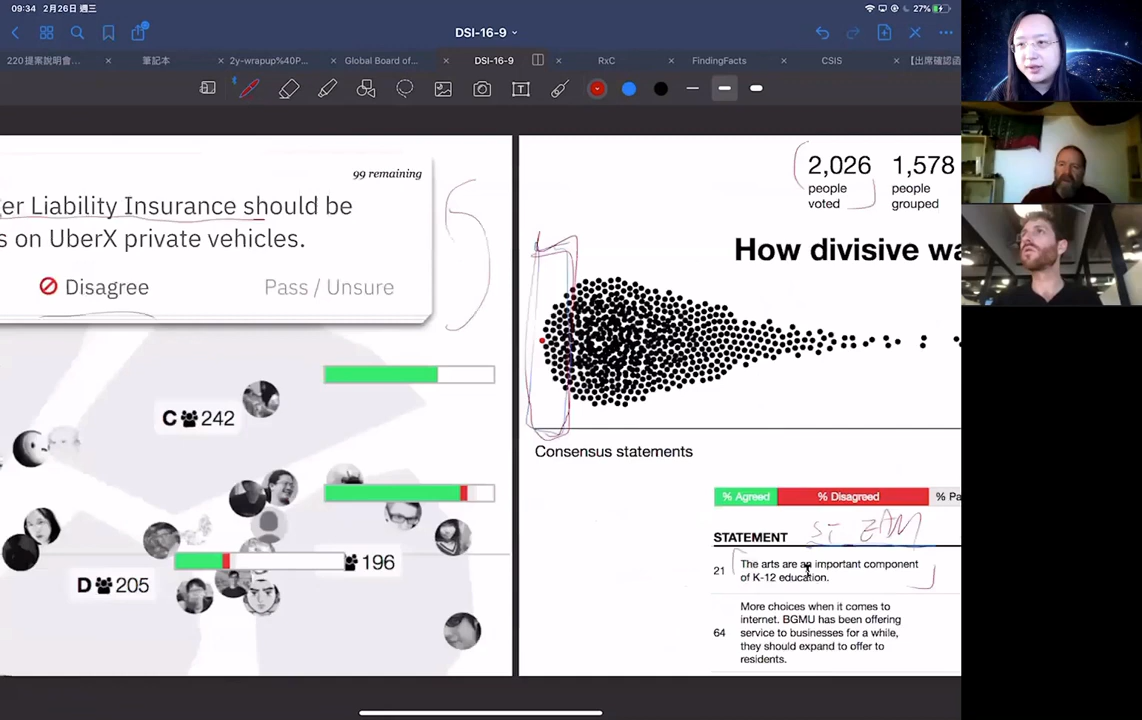 09:34 2月26日 週三
27%
DSI-16-9
220提案說明會...
筆記本
2y-wrapup%40P...
Global Board of...
DSI-16-9
RxC
FindingFacts
CSIS
【出席確認函
99 remaining
er Liability Insurance should be
s on UberX private vehicles.
Disagree
Pass / Unsure
C 242
196
D 205
2,026
people
voted
1,578
people
grouped
How divisive wa
Consensus statements
% Agreed
% Disagreed
% Pa
STATEMENT
ST EAM
21
The arts are an important component
of K-12 education.
64
More choices when it comes to
internet. BGMU has been offering
service to businesses for a while,
they should expand to offer to
residents.